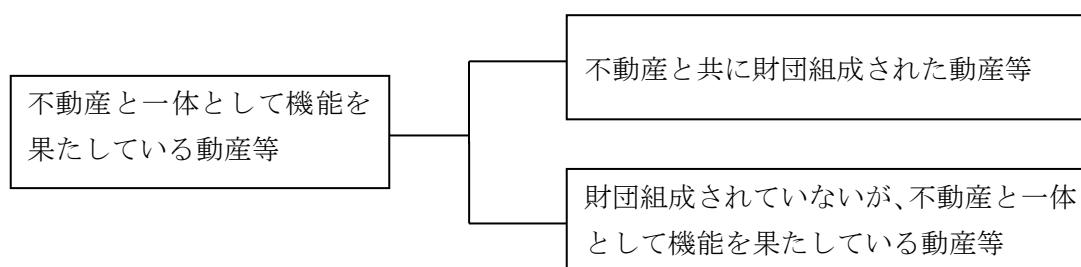 不動産と一体として機能を
果たしている動産等
不動産と共に財団組成された動産等
財団組成されていないが、不動産と一体
として機能を果たしている動産等